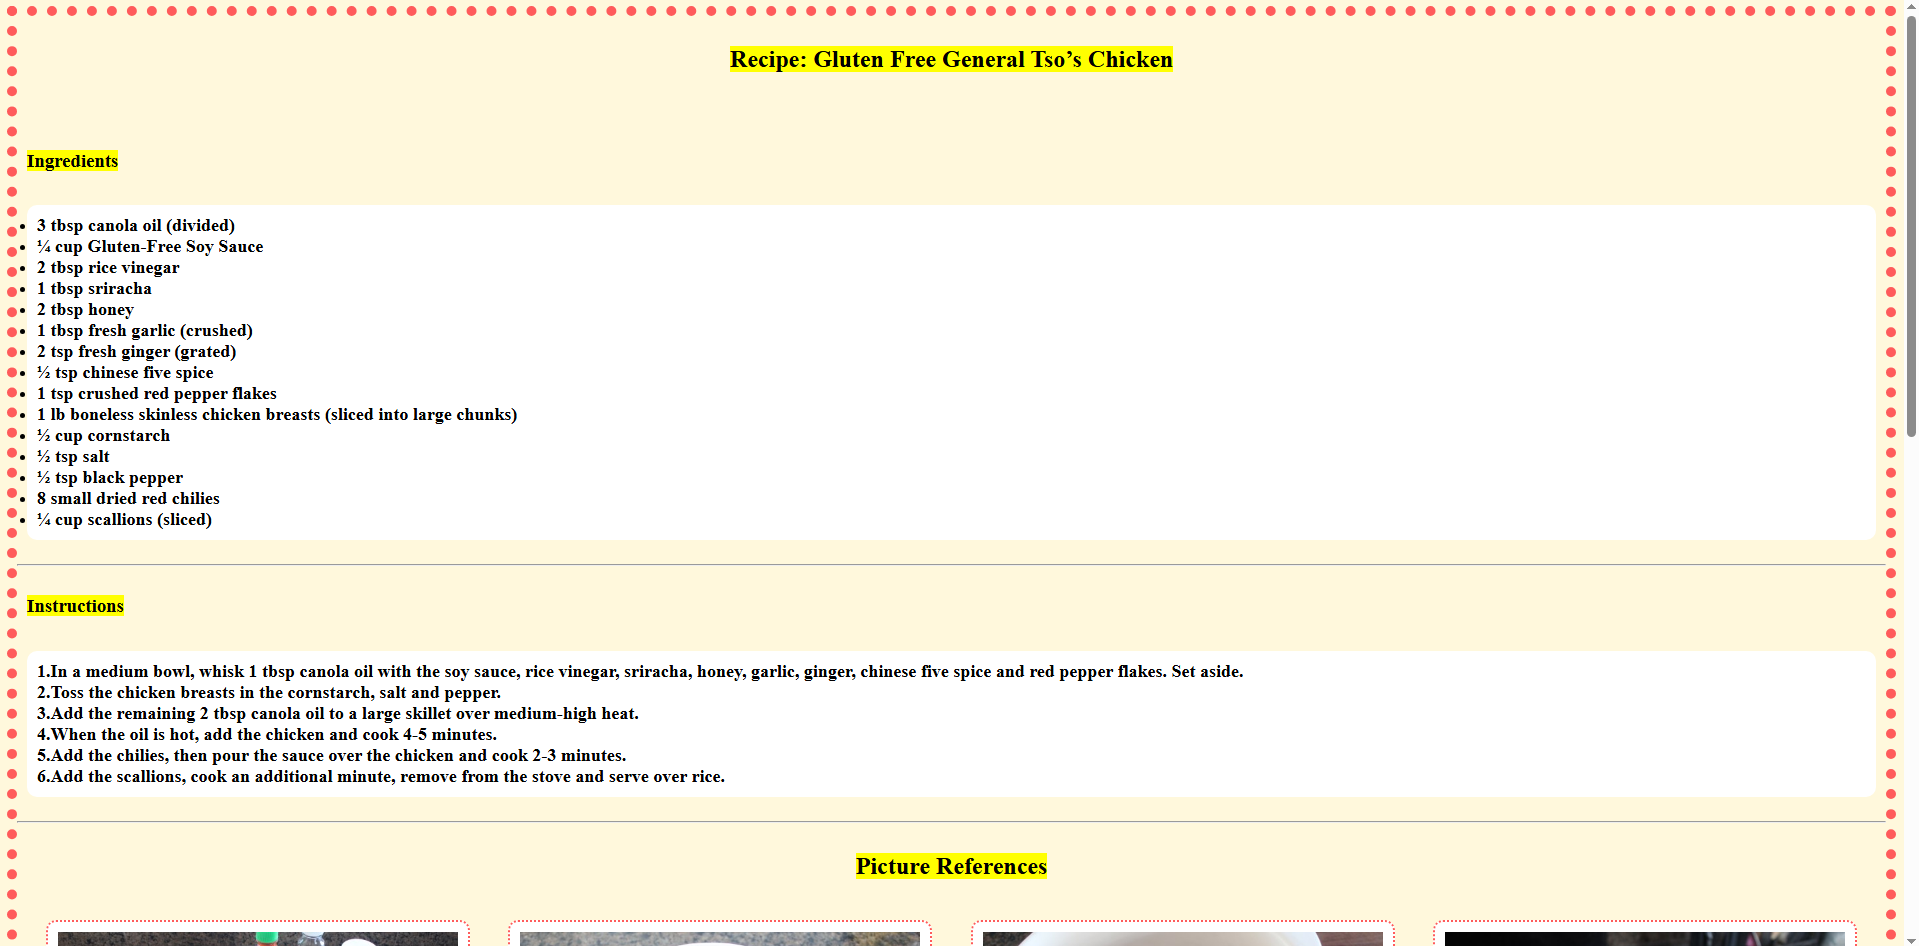 Recipe: Gluten Free General Tso’s Chicken
Ingredients
3 tbsp canola oil (divided)
¼ cup Gluten-Free Soy Sauce
2 tbsp rice vinegar
1 tbsp sriracha
2 tbsp honey
1 tbsp fresh garlic (crushed)
2 tsp fresh ginger (grated)
½ tsp chinese five spice
1 tsp crushed red pepper flakes
1 lb boneless skinless chicken breasts (sliced into large chunks)
½ cup cornstarch
½ tsp salt
½ tsp black pepper
8 small dried red chilies
¼ cup scallions (sliced)
Instructions
1.In a medium bowl, whisk 1 tbsp canola oil with the soy sauce, rice vinegar, sriracha, honey, garlic, ginger, chinese five spice and red pepper flakes. Set aside.
2.Toss the chicken breasts in the cornstarch, salt and pepper.
3.Add the remaining 2 tbsp canola oil to a large skillet over medium-high heat.
4.When the oil is hot, add the chicken and cook 4-5 minutes.
5.Add the chilies, then pour the sauce over the chicken and cook 2-3 minutes.
6.Add the scallions, cook an additional minute, remove from the stove and serve over rice.
Picture References